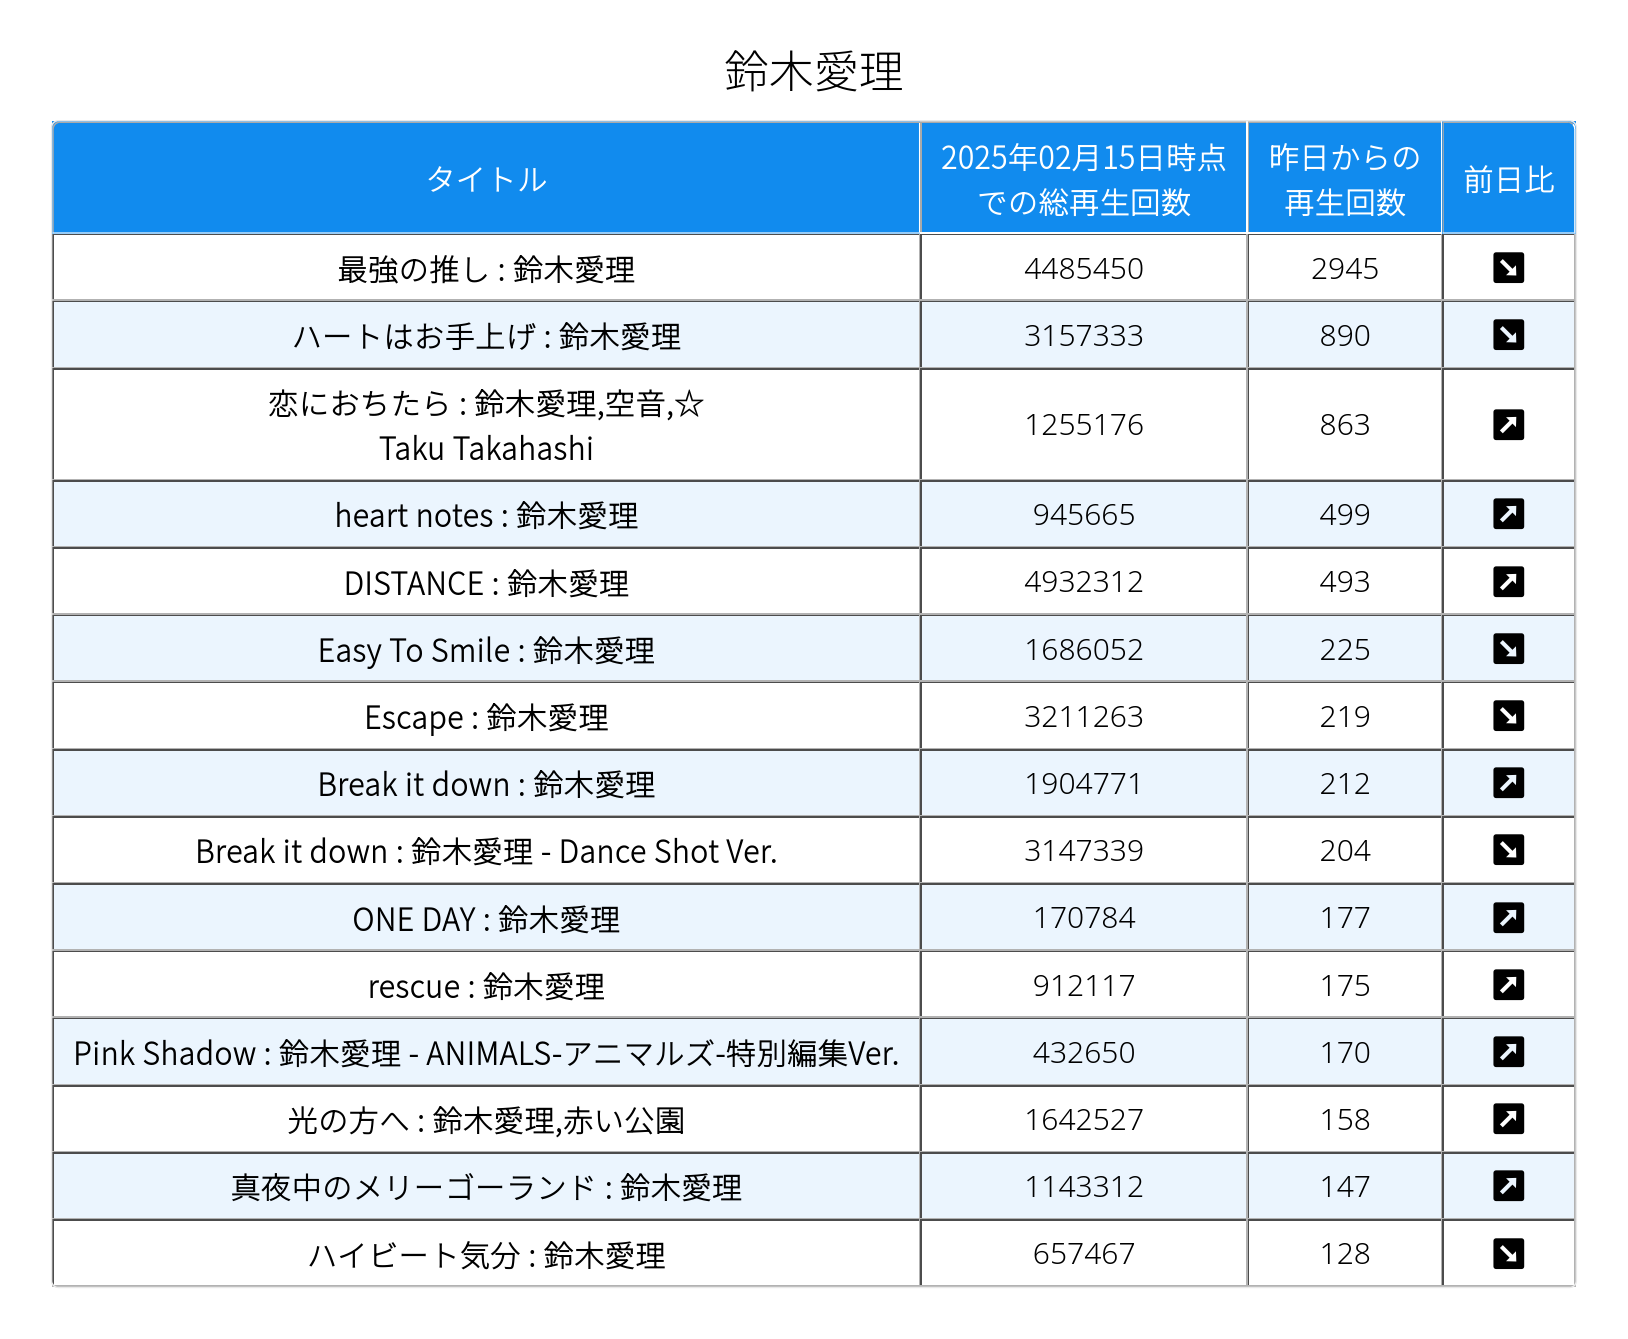 鈴木愛理
タイトル
2025年02月15日時点
での総再生回数
昨日からの
再生回数
前日比
最強の推し : 鈴木愛理 4485450 2945 ↘
ハートはお手上げ : 鈴木愛理 3157333 890 ↘
恋におちたら : 鈴木愛理,空音,☆
Taku Takahashi 1255176 863 ↗
heart notes : 鈴木愛理 945665 499 ↗
DISTANCE : 鈴木愛理 4932312 493 ↗
Easy To Smile : 鈴木愛理 1686052 225 ↘
Escape : 鈴木愛理 3211263 219 ↘
Break it down : 鈴木愛理 1904771 212 ↗
Break it down : 鈴木愛理 - Dance Shot Ver. 3147339 204 ↘
ONE DAY : 鈴木愛理 170784 177 ↗
rescue : 鈴木愛理 912117 175 ↗
Pink Shadow : 鈴木愛理 - ANIMALS-アニマルズ-特別編集Ver. 432650 170 ↗
光の方へ : 鈴木愛理,赤い公園 1642527 158 ↗
真夜中のメリーゴーランド : 鈴木愛理 1143312 147 ↗
ハイビート気分 : 鈴木愛理 657467 128 ↘